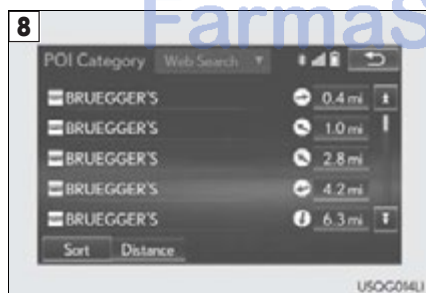 8
FarmaS
POI Category Web Search
BRUEGGER'S 0.4 mi
BRUEGGER'S 1.0 mi
BRUEGGER'S 2.8 mi
BRUEGGER'S 4.2 mi
BRUEGGER'S 6.3 mi
Sort Distance
USOG014LI